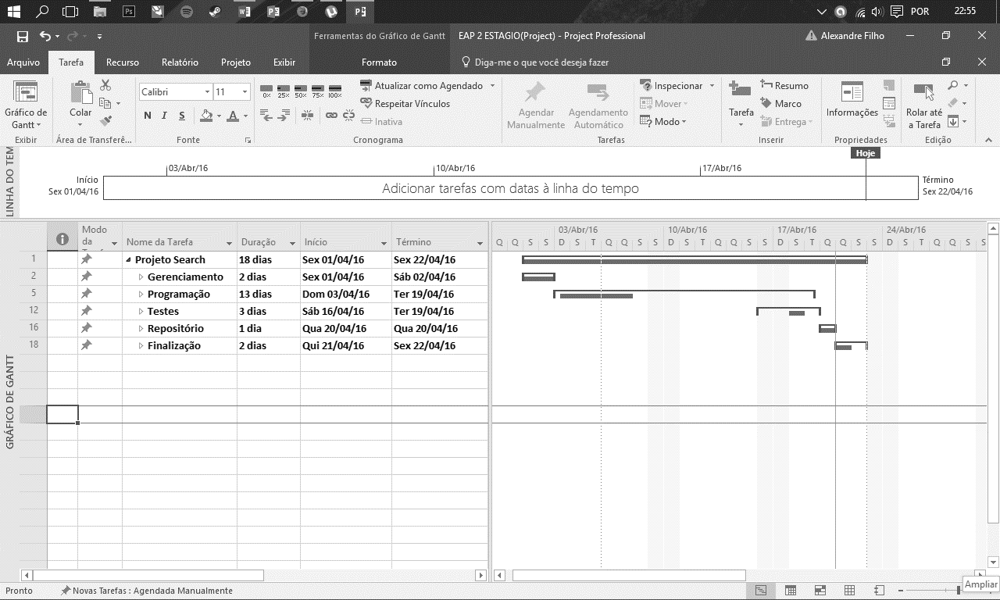 POR 22:55
Ferramentas do Gráfico de Gantt EAP 2 ESTAGIO(Project) - Project Professional Alexandre Filho
Arquivo Tarefa Recurso Relatório Projeto Exibir Formato Diga-me o que você deseja fazer
Gráfico de Gantt
Exibir
Colar
Área de Transferê...
Calibri 11
N I S A
Fonte
0% 25% 50% 75% 100%
Atualizar como Agendado
Respeitar Vínculos
Inativa
Cronograma
Agendar Manualmente
Agendamento Automático
Inspecionar
Mover
Modo
Tarefas
Tarefa
Resumo
Marco
Entrega
Inserir
Informações
Propriedades
Rolar até a Tarefa
Edição
LINHA DO TEM
Hoje
03/Abr/16 10/Abr/16 17/Abr/16
Início
Sex 01/04/16
Adicionar tarefas com datas à linha do tempo
Término
Sex 22/04/16
GRÁFICO DE GANTT
Modo da Nome da Tarefa Duração Início Término
03/Abr/16 10/Abr/16 17/Abr/16 24/Abr/16
Q Q S S D S T Q Q S S D S T Q Q S S D S T Q Q S S D S T Q Q S S
1 Projeto Search 18 dias Sex 01/04/16 Sex 22/04/16
2 Gerenciamento 2 dias Sex 01/04/16 Sáb 02/04/16
5 Programação 13 dias Dom 03/04/16 Ter 19/04/16
12 Testes 3 dias Sáb 16/04/16 Ter 19/04/16
16 Repositório 1 dia Qua 20/04/16 Qua 20/04/16
18 Finalização 2 dias Qui 21/04/16 Sex 22/04/16
Pronto Novas Tarefas : Agendada Manualmente
Ampliar